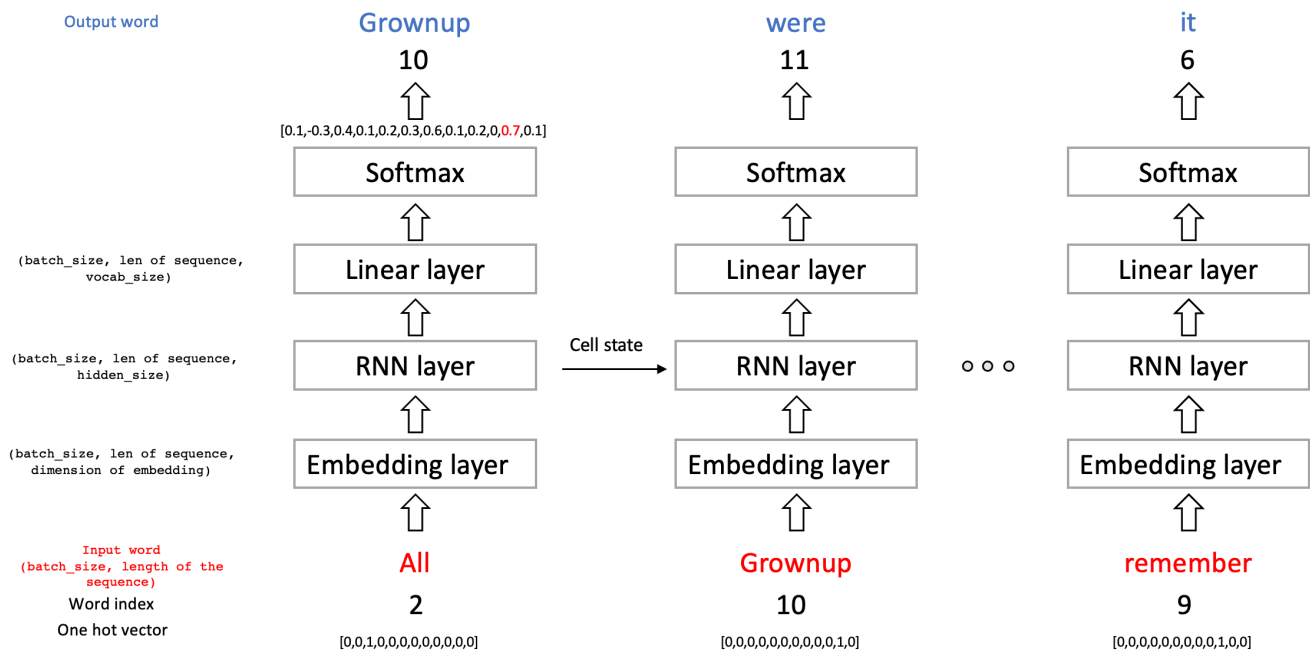 Output word
Grownup
were
it
10
11
6
[0.1,-0.3,0.4,0.1,0.2,0.3,0.6,0.1,0.2,0,0.7,0.1]
Softmax
Softmax
Softmax
(batch_size, len of sequence,
vocab_size)
Linear layer
Linear layer
Linear layer
(batch_size, len of sequence,
hidden_size)
RNN layer
Cell state
RNN layer
RNN layer
(batch_size, len of sequence,
dimension of embedding)
Embedding layer
Embedding layer
Embedding layer
Input word
(batch_size, length of the
sequence)
All
Grownup
remember
Word index
2
10
9
One hot vector
[0,0,1,0,0,0,0,0,0,0,0,0]
[0,0,0,0,0,0,0,0,0,0,1,0]
[0,0,0,0,0,0,0,0,0,1,0,0]